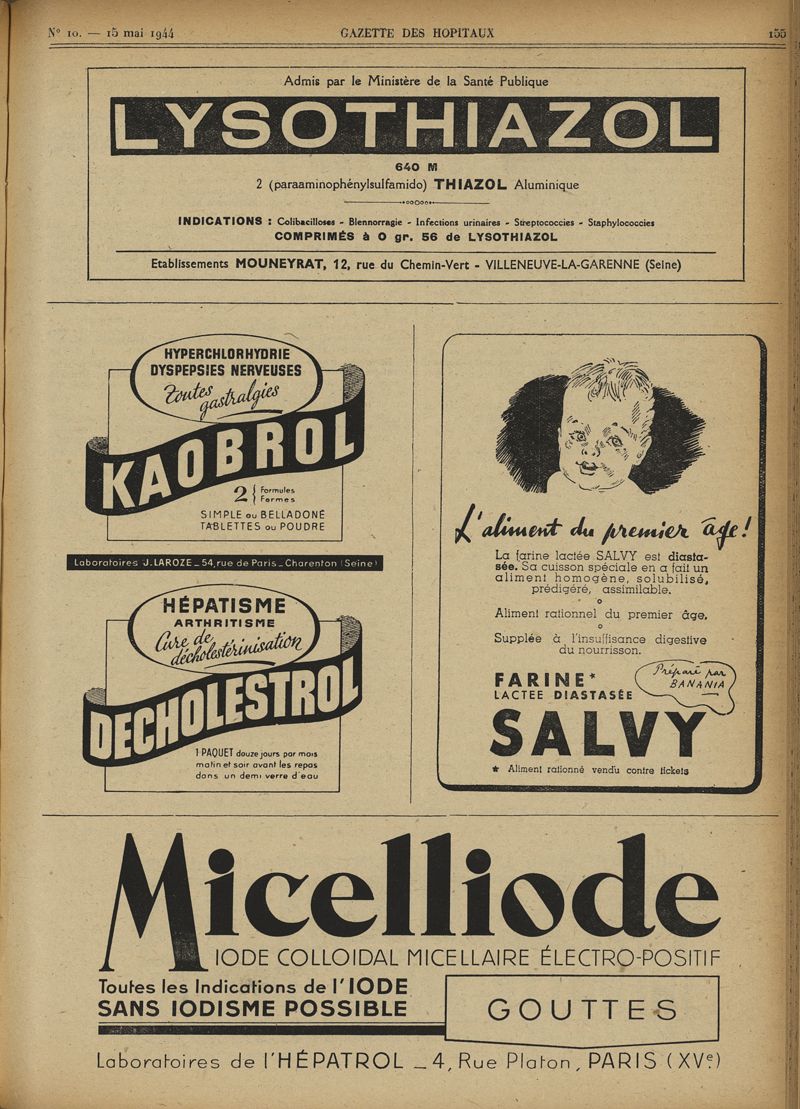 N° 10. — 15 mai 1944
GAZETTE DES HOPITAUX
155
Admis par le Ministère de la Santé Publique
LYSOTHIAZOL
640 M
2 (paraaminophénylsulfamido) THIAZOL Aluminique
INDICATIONS : Colibacilloses - Blennorragie - Infections urinaires - Streptococcies - Staphylococcies
COMPRIMÉS à 0 gr. 56 de LYSOTHIAZOL
Etablissements MOUNEYRAT, 12, rue du Chemin-Vert - VILLENEUVE-LA-GARENNE (Seine)
HYPERCHLORHYDRIE
DYSPEPSIES NERVEUSES
Toutes
gastralgies
KAOBROL
2 { Formules
Formes
SIMPLE ou BELLADONÉ
TABLETTES ou POUDRE
Laboratoires J. LAROZE _ 54, rue de Paris _ Charenton (Seine)
HÉPATISME
ARTHRITISME
Cure de
décholestérinisation
DECHOLESTROL
1 PAQUET douze jours par mois
matin et soir avant les repas
dans un demi verre d'eau
L'aliment du premier âge !
La farine lactée SALVY est diasta-
sée. Sa cuisson spéciale en a fait un
aliment homogène, solubilisé,
prédigéré, assimilable.
Aliment rationnel du premier âge,
Supplée à l'insuffisance digestive
du nourrisson.
FARINE*
LACTEE DIASTASÉE
Préparé par
BANANIA
SALVY
* Aliment rationné vendu contre tickets
Micelliode
IODE COLLOIDAL MICELLAIRE ÉLECTRO-POSITIF
Toutes les Indications de l'IODE
SANS IODISME POSSIBLE
GOUTTES
Laboratoires de l'HÉPATROL _ 4, Rue Platon, PARIS (XVe)